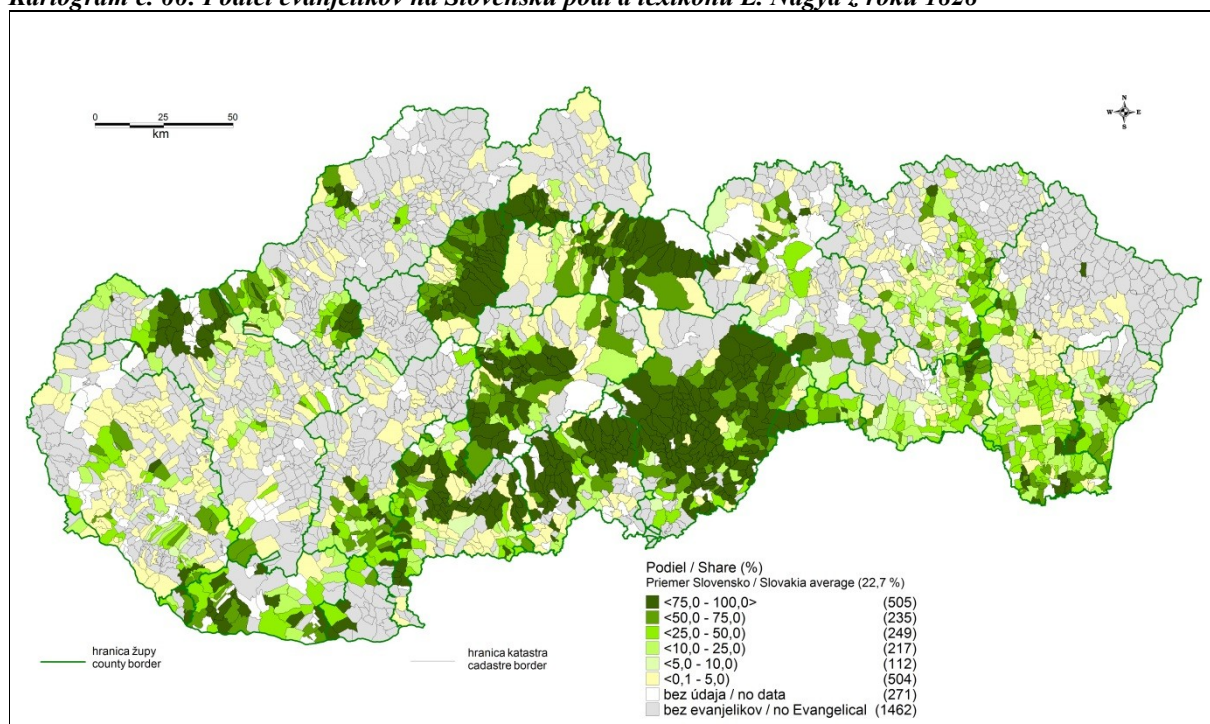 Kartogram č. Podiel evanjelikov na Slovensku podľa lexikónu Ľ. Nagya z roku 1828
0 25 50
km
N
W E
S
Podiel / Share (%)
Priemer Slovensko / Slovakia average (22,7 %)
<75,0 - 100,0> (505)
<50,0 - 75,0) (235)
<25,0 - 50,0) (249)
<10,0 - 25,0) (217)
<5,0 - 10,0) (112)
<0,1 - 5,0) (504)
bez údaja / no data (271)
bez evanjelikov / no Evangelical (1462)
hranica župy
county border
hranica katastra
cadastre border